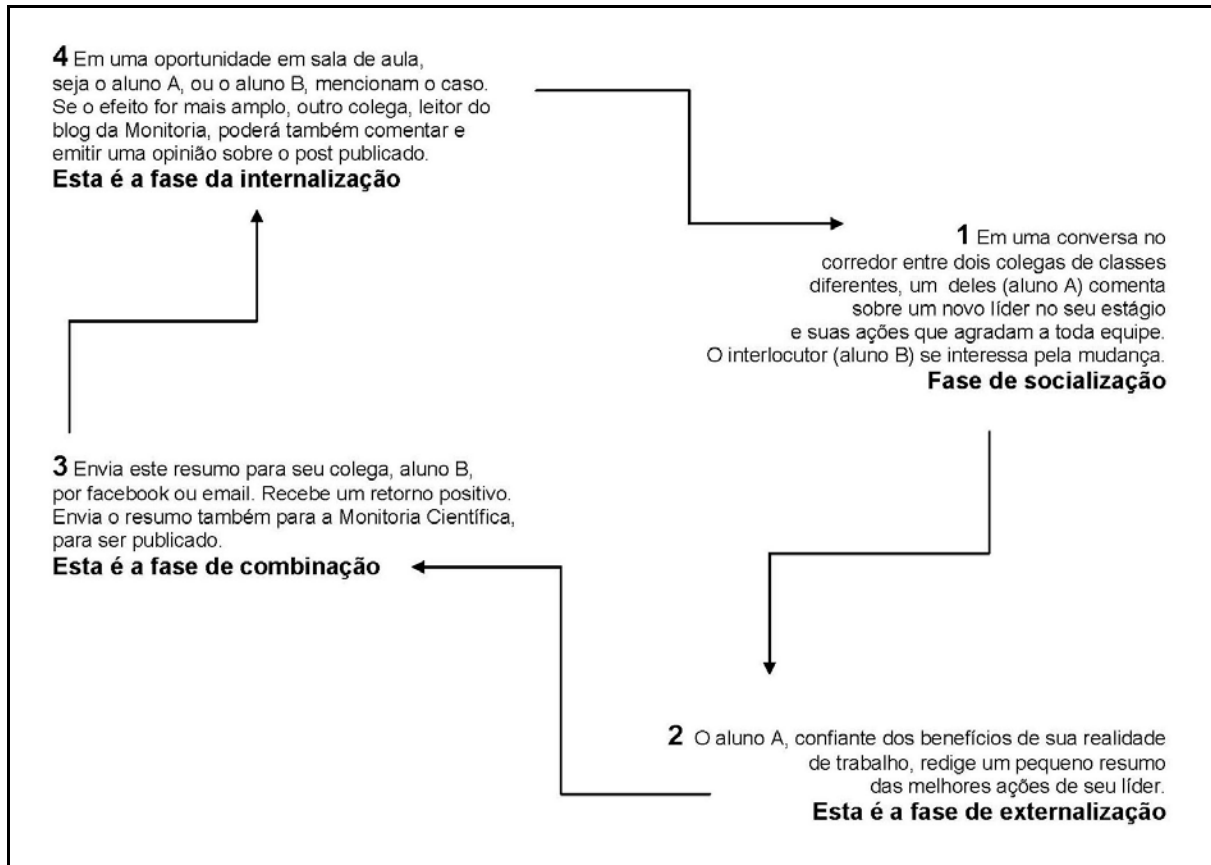 4 Em uma oportunidade em sala de aula,
seja o aluno A, ou o aluno B, mencionam o caso.
Se o efeito for mais amplo, outro colega, leitor do
blog da Monitoria, poderá também comentar e
emitir uma opinião sobre o post publicado.
Esta é a fase da internalização
1 Em uma conversa no
corredor entre dois colegas de classes
diferentes, um deles (aluno A) comenta
sobre um novo líder no seu estágio
e suas ações que agradam a toda equipe.
O interlocutor (aluno B) se interessa pela mudança.
Fase de socialização
3 Envia este resumo para seu colega, aluno B,
por facebook ou email. Recebe um retorno positivo.
Envia o resumo também para a Monitoria Científica,
para ser publicado.
Esta é a fase de combinação
2 O aluno A, confiante dos benefícios de sua realidade
de trabalho, redige um pequeno resumo
das melhores ações de seu líder.
Esta é a fase de externalização